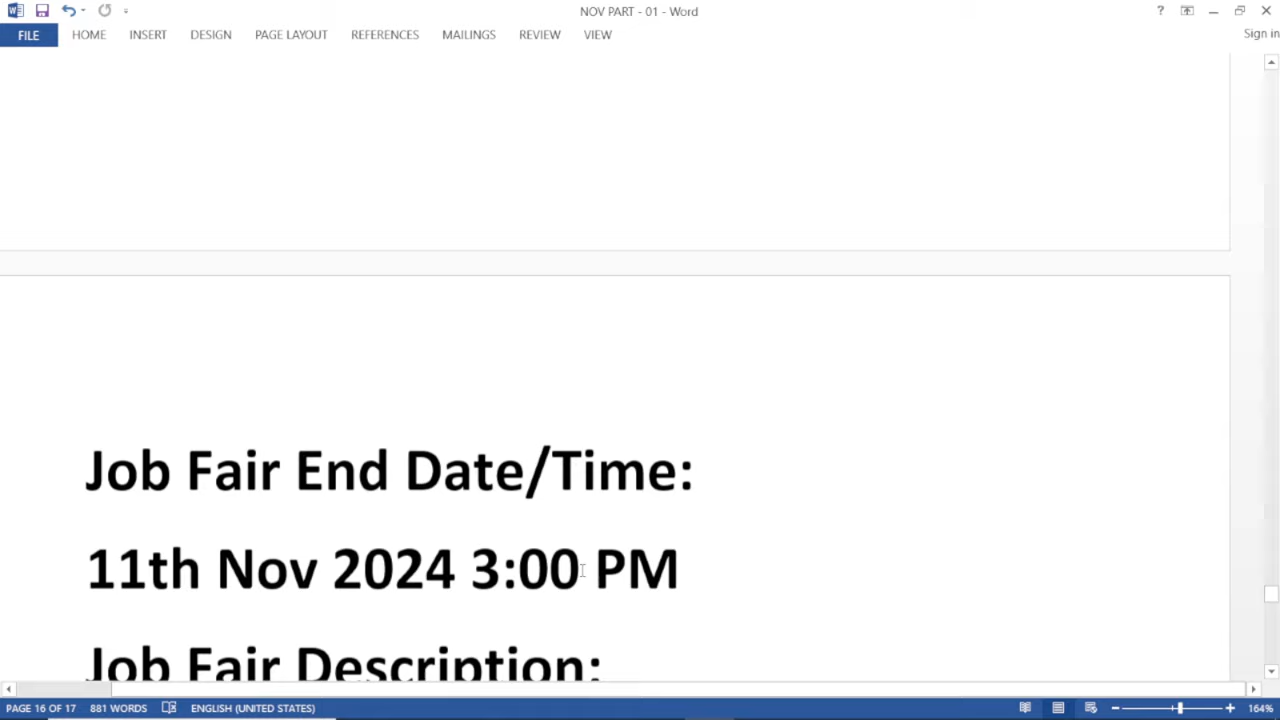 NOV PART - 01 - Word
?
FILE HOME INSERT DESIGN PAGE LAYOUT REFERENCES MAILINGS REVIEW VIEW
Sign in
Job Fair End Date/Time:
11th Nov 2024 3:00 PM
Job Fair Description:
PAGE 16 OF 17 881 WORDS ENGLISH (UNITED STATES) 164%